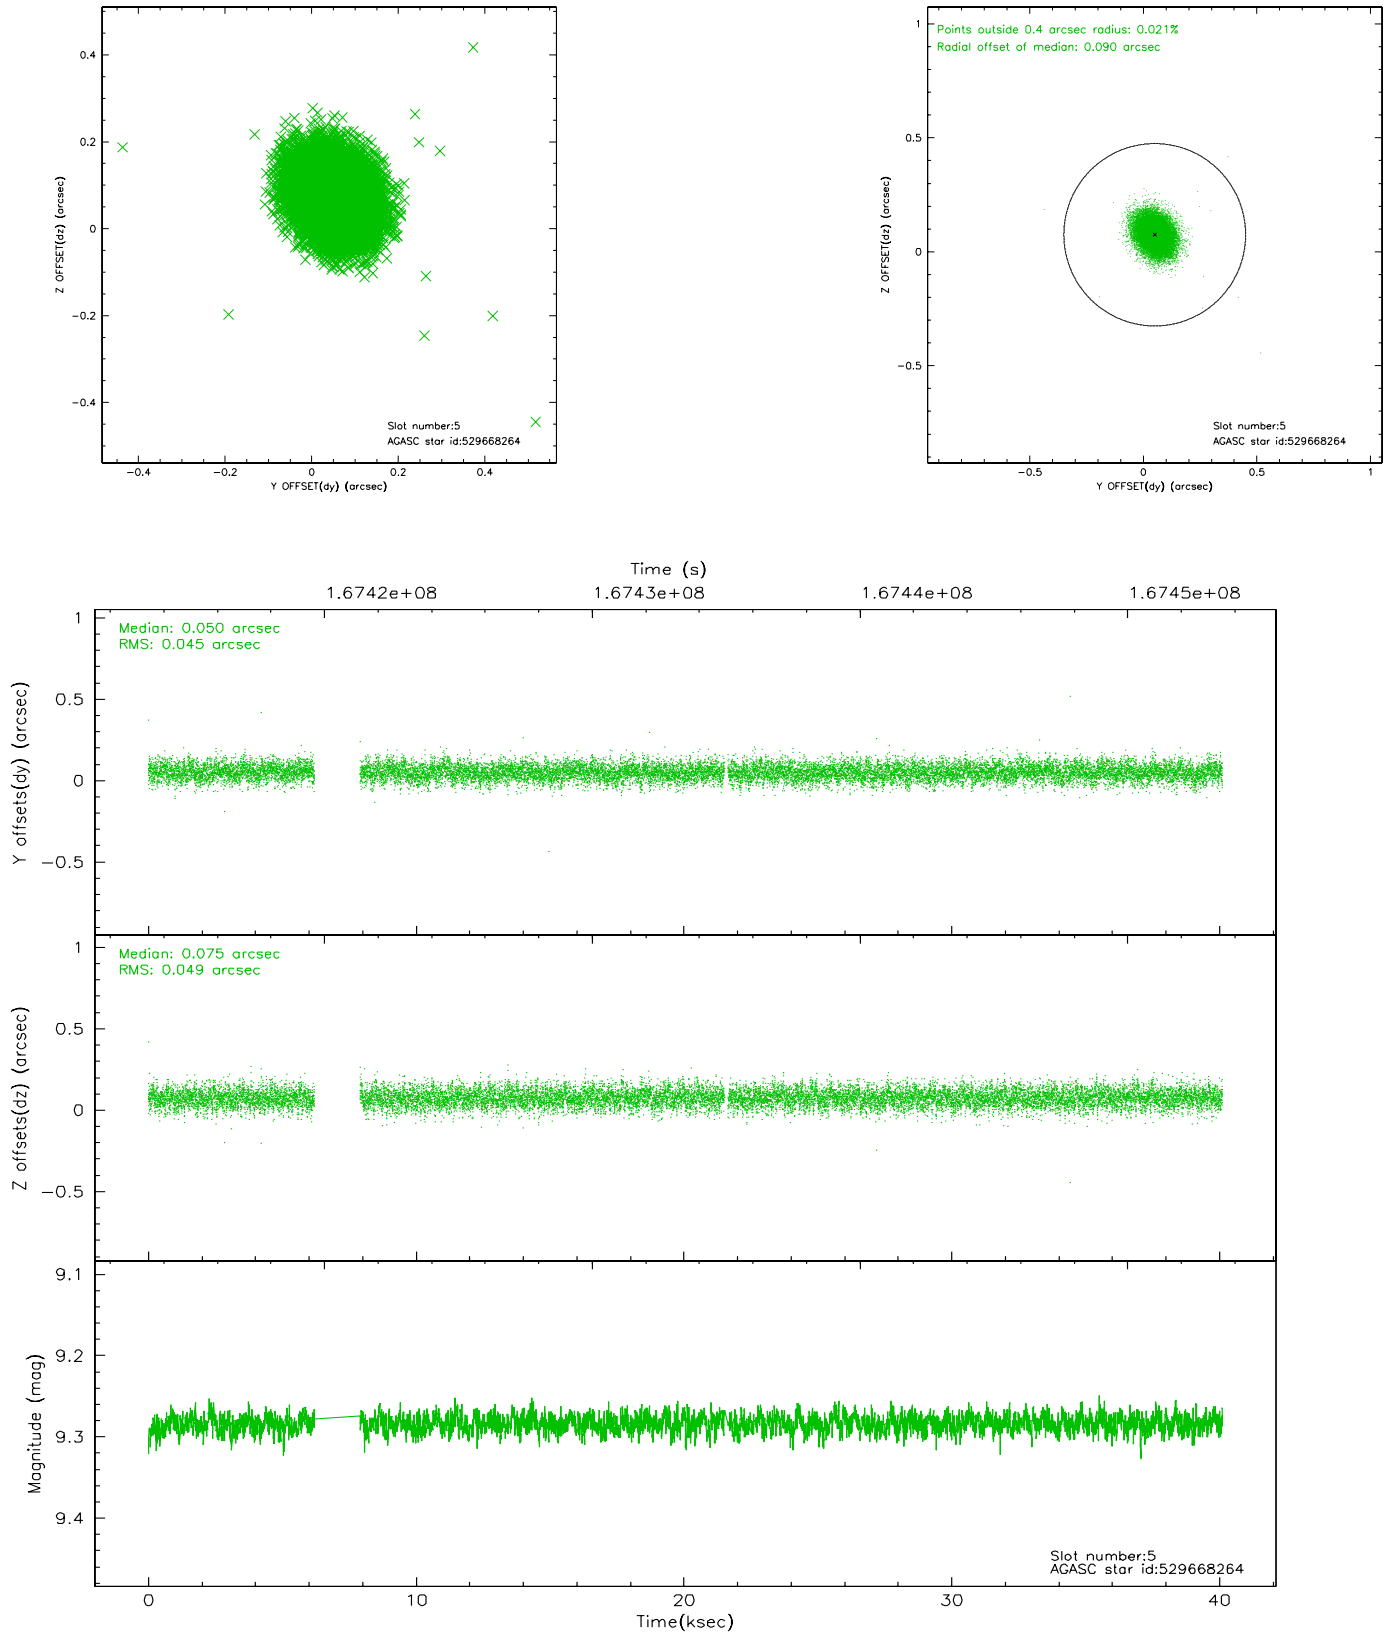 0.4
0.2
0
−0.2
−0.4
Z OFFSET(dz) (arcsec)
Slot number:5
AGASC star id:529668264
−0.4 −0.2 0 0.2 0.4
Y OFFSET(dy) (arcsec)
Points outside 0.4 arcsec radius: 0.021%
Radial offset of median: 0.090 arcsec
1
0.5
0
−0.5
Z OFFSET(dz) (arcsec)
Slot number:5
AGASC star id:529668264
−0.5 0 0.5 1
Y OFFSET(dy) (arcsec)
Time (s)
1.6742e+08 1.6743e+08 1.6744e+08 1.6745e+08
Median: 0.050 arcsec
RMS: 0.045 arcsec
1
0.5
0
−0.5
Y offsets(dy) (arcsec)
Median: 0.075 arcsec
RMS: 0.049 arcsec
1
0.5
0
−0.5
Z offsets(dz) (arcsec)
9.1
9.2
9.3
9.4
Magnitude (mag)
Slot number:5
AGASC star id:529668264
0 10 20 30 40
Time(ksec)